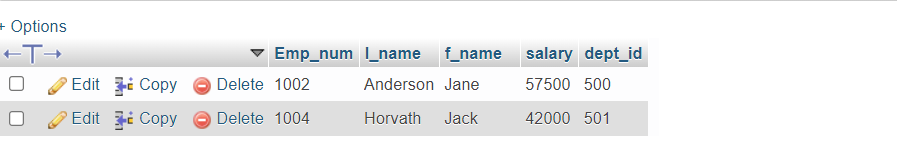 + Options
←T→ Emp_num l_name f_name salary dept_id
Edit Copy Delete 1002 Anderson Jane 57500 500
Edit Copy Delete 1004 Horvath Jack 42000 501